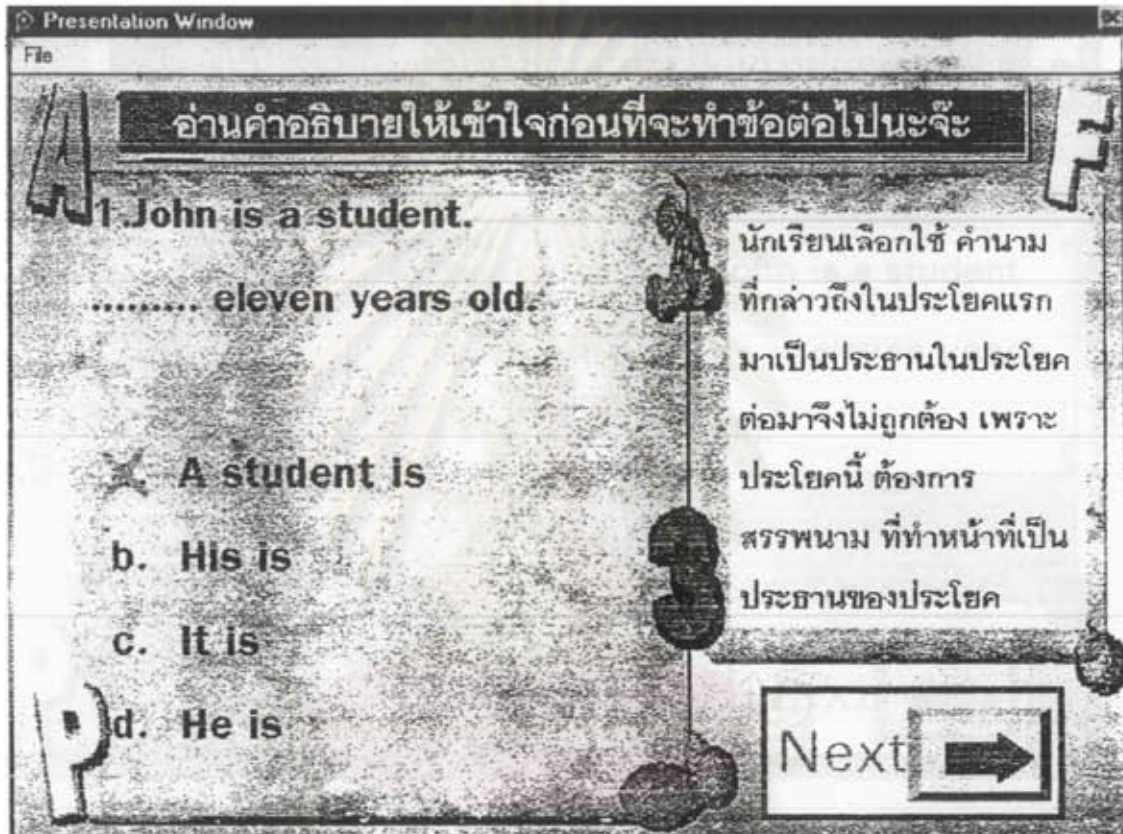 Presentation Window
File
A
F
อ่านคำอธิบายให้เข้าใจก่อนที่จะทำข้อต่อไปนะจ๊ะ
1.John is a student.
......... eleven years old.
A student is
b. His is
c. It is
d. He is
P
นักเรียนเลือกใช้ คำนาม
ที่กล่าวถึงในประโยคแรก
มาเป็นประธานในประโยค
ต่อมาจึงไม่ถูกต้อง เพราะ
ประโยคนี้ ต้องการ
สรรพนาม ที่ทำหน้าที่เป็น
ประธานของประโยค
Next